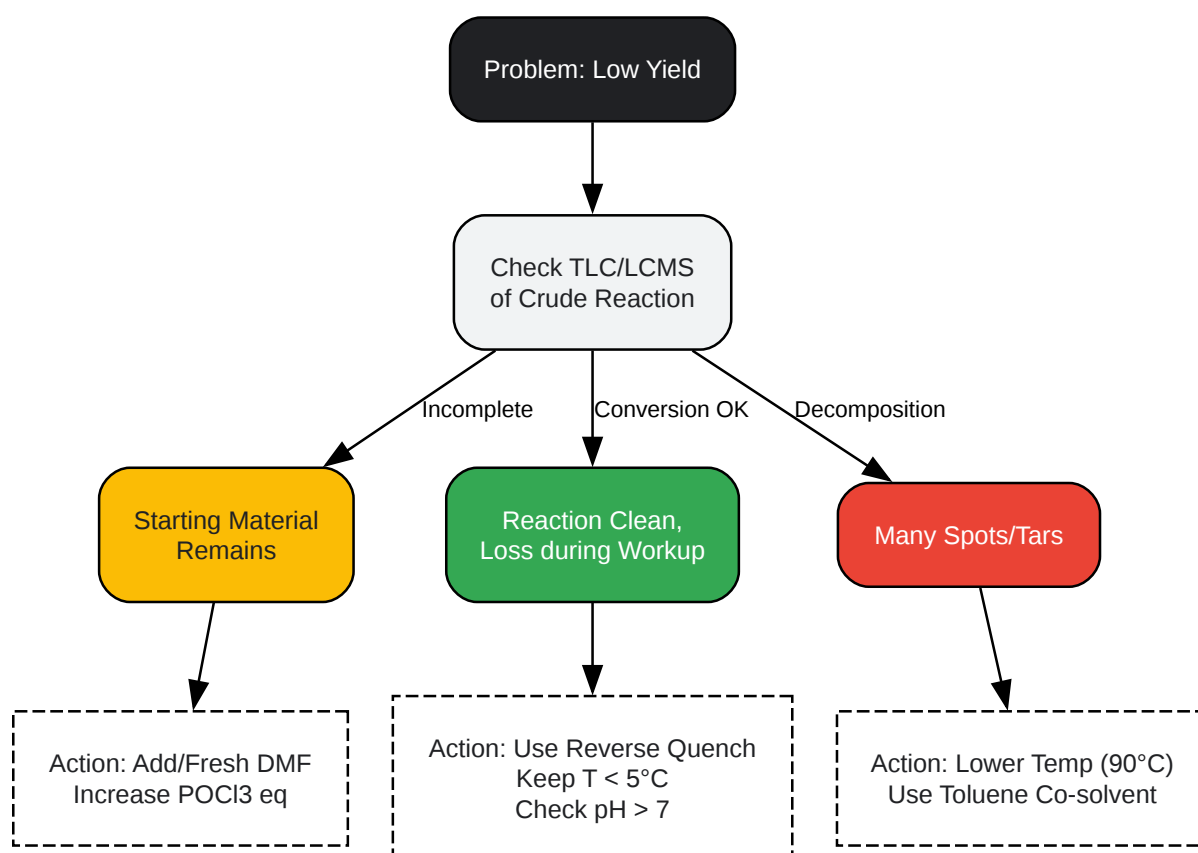 Problem: Low Yield
Check TLC/LCMS
of Crude Reaction
Incomplete
Conversion OK
Decomposition
Starting Material
Remains
Reaction Clean,
Loss during Workup
Many Spots/Tars
Action: Add/Fresh DMF
Increase POCl3 eq
Action: Use Reverse Quench
Keep T < 5°C
Check pH > 7
Action: Lower Temp (90°C)
Use Toluene Co-solvent